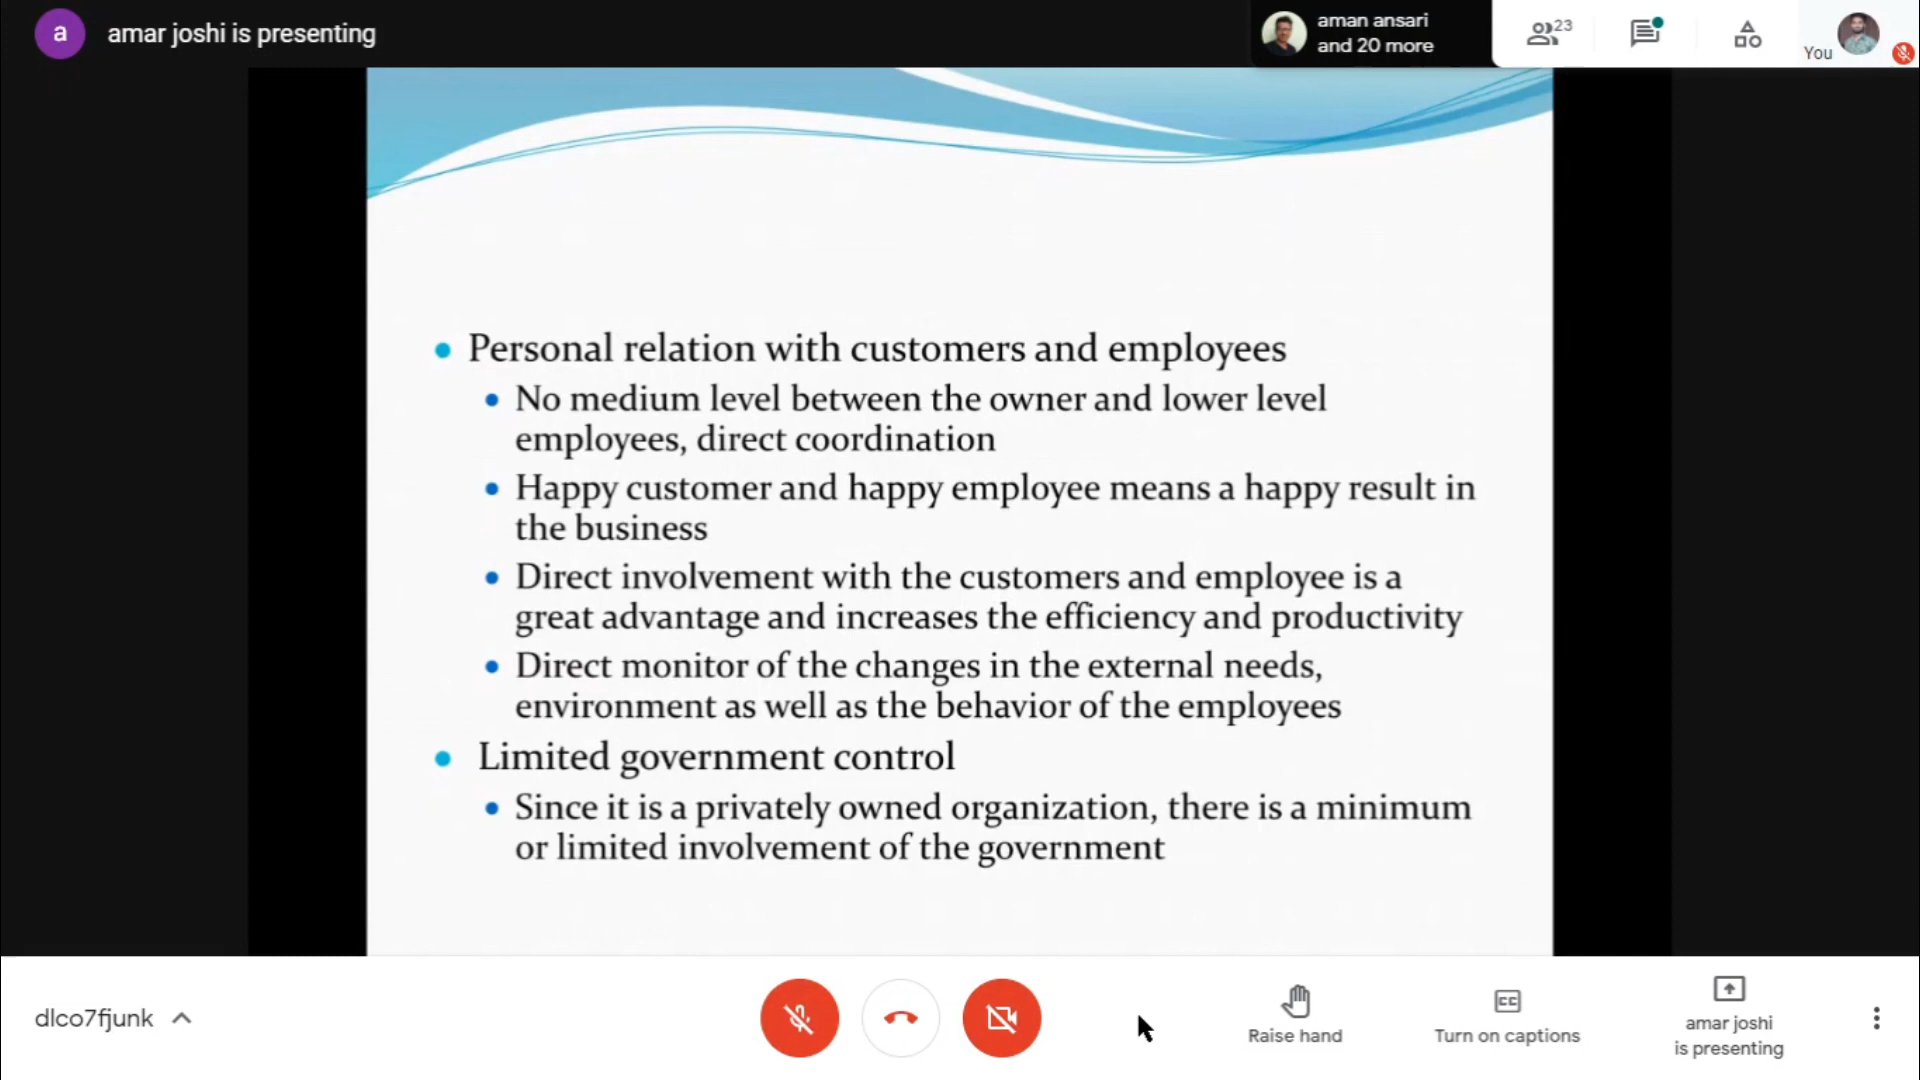 a
amar joshi is presenting
aman ansari
and 20 more
23
You
Personal relation with customers and employees
No medium level between the owner and lower level
employees, direct coordination
Happy customer and happy employee means a happy result in
the business
Direct involvement with the customers and employee is a
great advantage and increases the efficiency and productivity
Direct monitor of the changes in the external needs,
environment as well as the behavior of the employees
Limited government control
Since it is a privately owned organization, there is a minimum
or limited involvement of the government
dlco7fjunk
Raise hand
CC
Turn on captions
amar joshi
is presenting